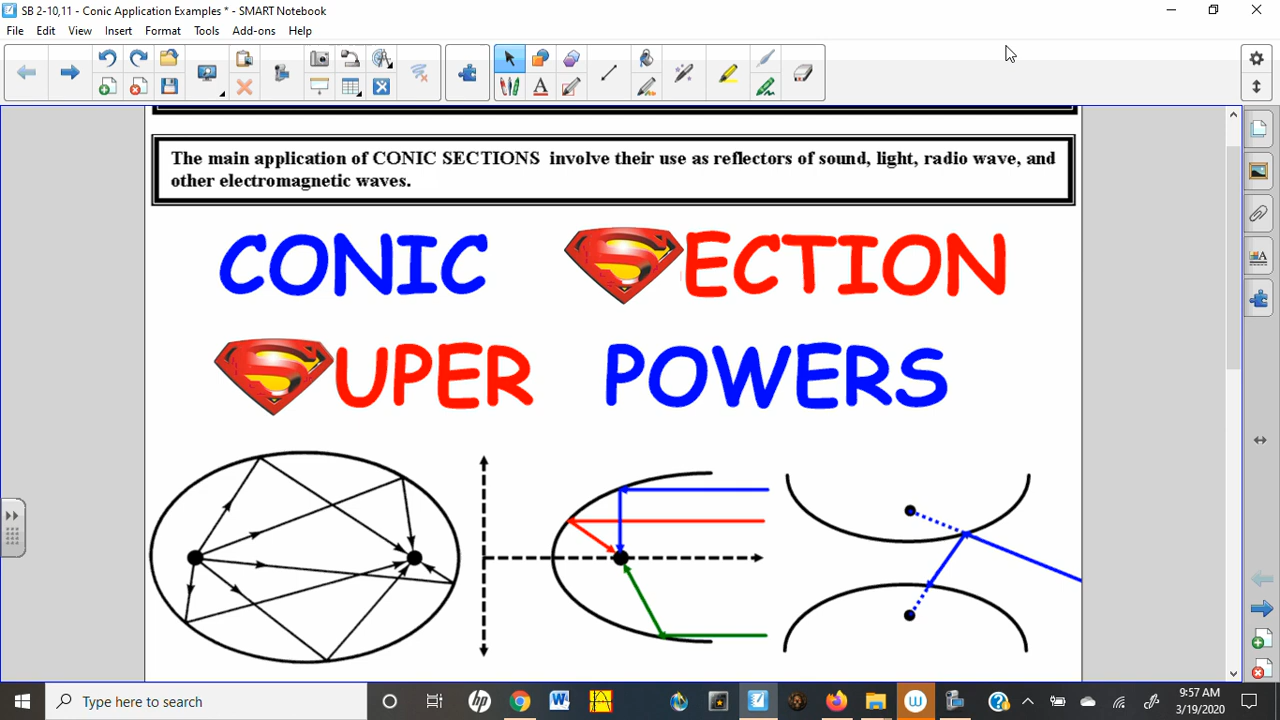 SB 2-10,11 - Conic Application Examples * - SMART Notebook
File Edit View Insert Format Tools Add-ons Help
The main application of CONIC SECTIONS involve their use as reflectors of sound, light, radio wave, and
other electromagnetic waves.
CONIC SECTION
SUPER POWERS
Type here to search
9:57 AM
3/19/2020